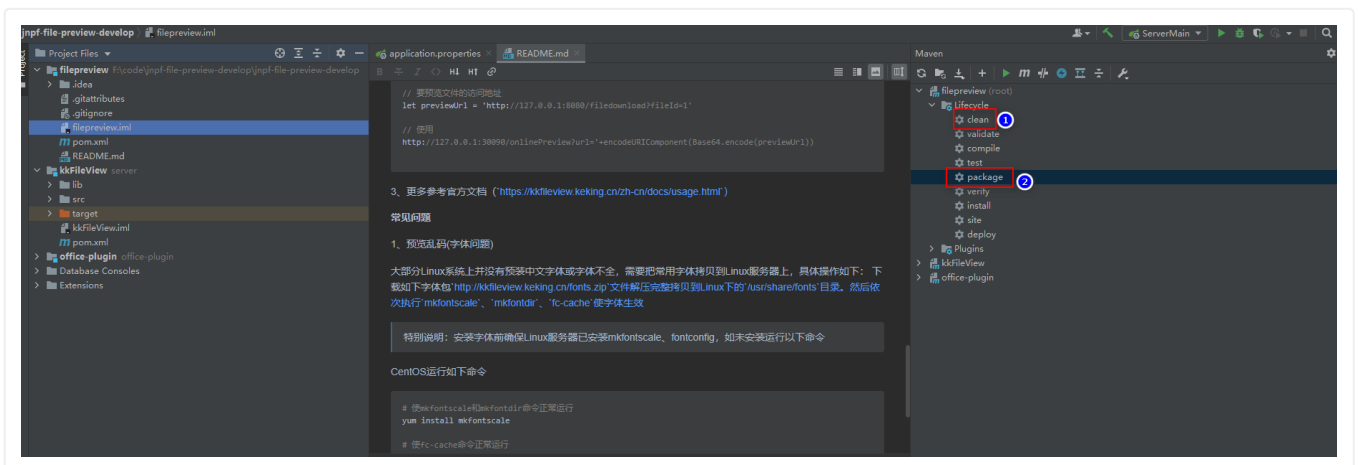 jnpf-file-preview-develop 〉 filepreview.iml
ServerMain
Project
Project Files
application.properties
README.md
Maven
filepreview F:\code\jnpf-file-preview-develop\jnpf-file-preview-develop
.idea
.gitattributes
.gitignore
filepreview.iml
pom.xml
README.md
kkFileView server
lib
src
target
kkFileView.iml
pom.xml
office-plugin office-plugin
Database Consoles
Extensions
// 要预览文件的访问地址
let previewUrl = 'http://127.0.0.1:8080/filedownload?fileId=1'
// 使用
http://127.0.0.1:30090/onlinePreview?url='+encodeURIComponent(Base64.encode(previewUrl))
3、更多参考官方文档（`https://kkfileview.keking.cn/zh-cn/docs/usage.html`）
常见问题
1、预览乱码(字体问题)
大部分Linux系统上并没有预装中文字体或字体不全，需要把常用字体拷贝到Linux服务器上，具体操作如下： 下
载如下字体包`http://kkfileview.keking.cn/fonts.zip`文件解压完整拷贝到Linux下的`/usr/share/fonts`目录。然后依
次执行`mkfontscale`、`mkfontdir`、`fc-cache`使字体生效
特别说明：安装字体前确保Linux服务器已安装mkfontscale、fontconfig，如未安装运行以下命令
CentOS运行如下命令
# 使mkfontscale和mkfontdir命令正常运行
yum install mkfontscale
# 使fc-cache命令正常运行
filepreview (root)
Lifecycle
clean 1
validate
compile
test
package 2
verify
install
site
deploy
Plugins
kkFileView
office-plugin